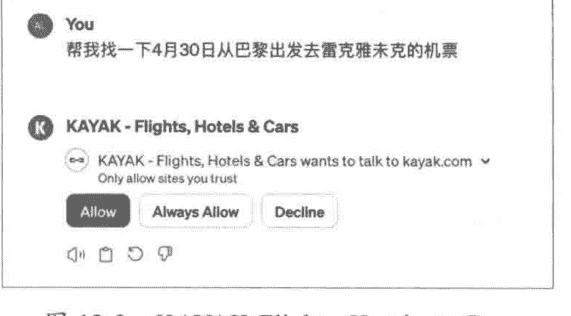 You
帮我找一下4月30日从巴黎出发去雷克雅未克的机票
K
KAYAK - Flights, Hotels & Cars
KAYAK - Flights, Hotels & Cars wants to talk to kayak.com
Only allow sites you trust
Allow
Always Allow
Decline